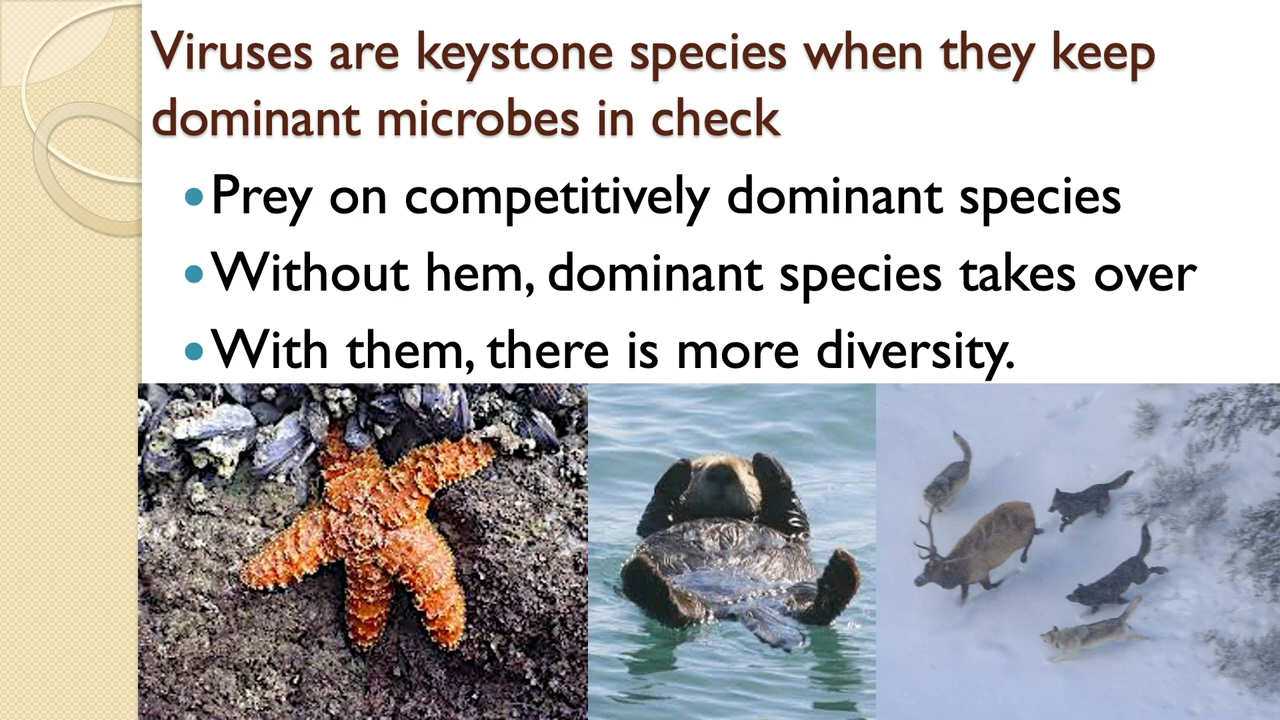 Viruses are keystone species when they keep
dominant microbes in check
Prey on competitively dominant species
Without hem, dominant species takes over
With them, there is more diversity.